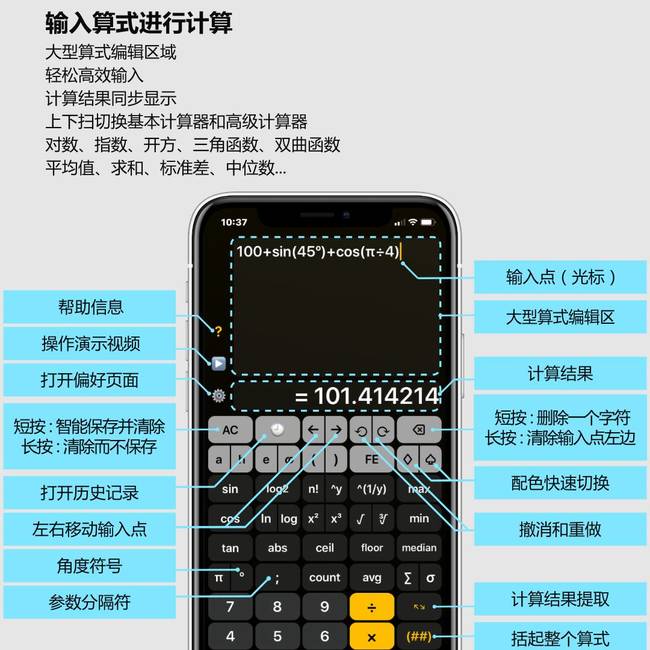 输入算式进行计算
大型算式编辑区域
轻松高效输入
计算结果同步显示
上下扫切换基本计算器和高级计算器
对数、指数、开方、三角函数、双曲函数
平均值、求和、标准差、中位数...
10:37
100+sin(45°)+cos(π÷4)
输入点（光标）
大型算式编辑区
帮助信息
?
操作演示视频
打开偏好页面
计算结果
= 101.414214
短按：智能保存并清除
长按：清除而不保存
AC
短按：删除一个字符
长按：清除输入点左边
a
e
(
)
FE
配色快速切换
打开历史记录
sin
log2
n!
^y
^(1/y)
max
左右移动输入点
cos
ln
log
x²
x³
√
∛
min
撤消和重做
tan
abs
ceil
floor
median
角度符号
π
°
;
count
avg
∑
σ
参数分隔符
7
8
9
÷
计算结果提取
4
5
6
×
(##)
括起整个算式